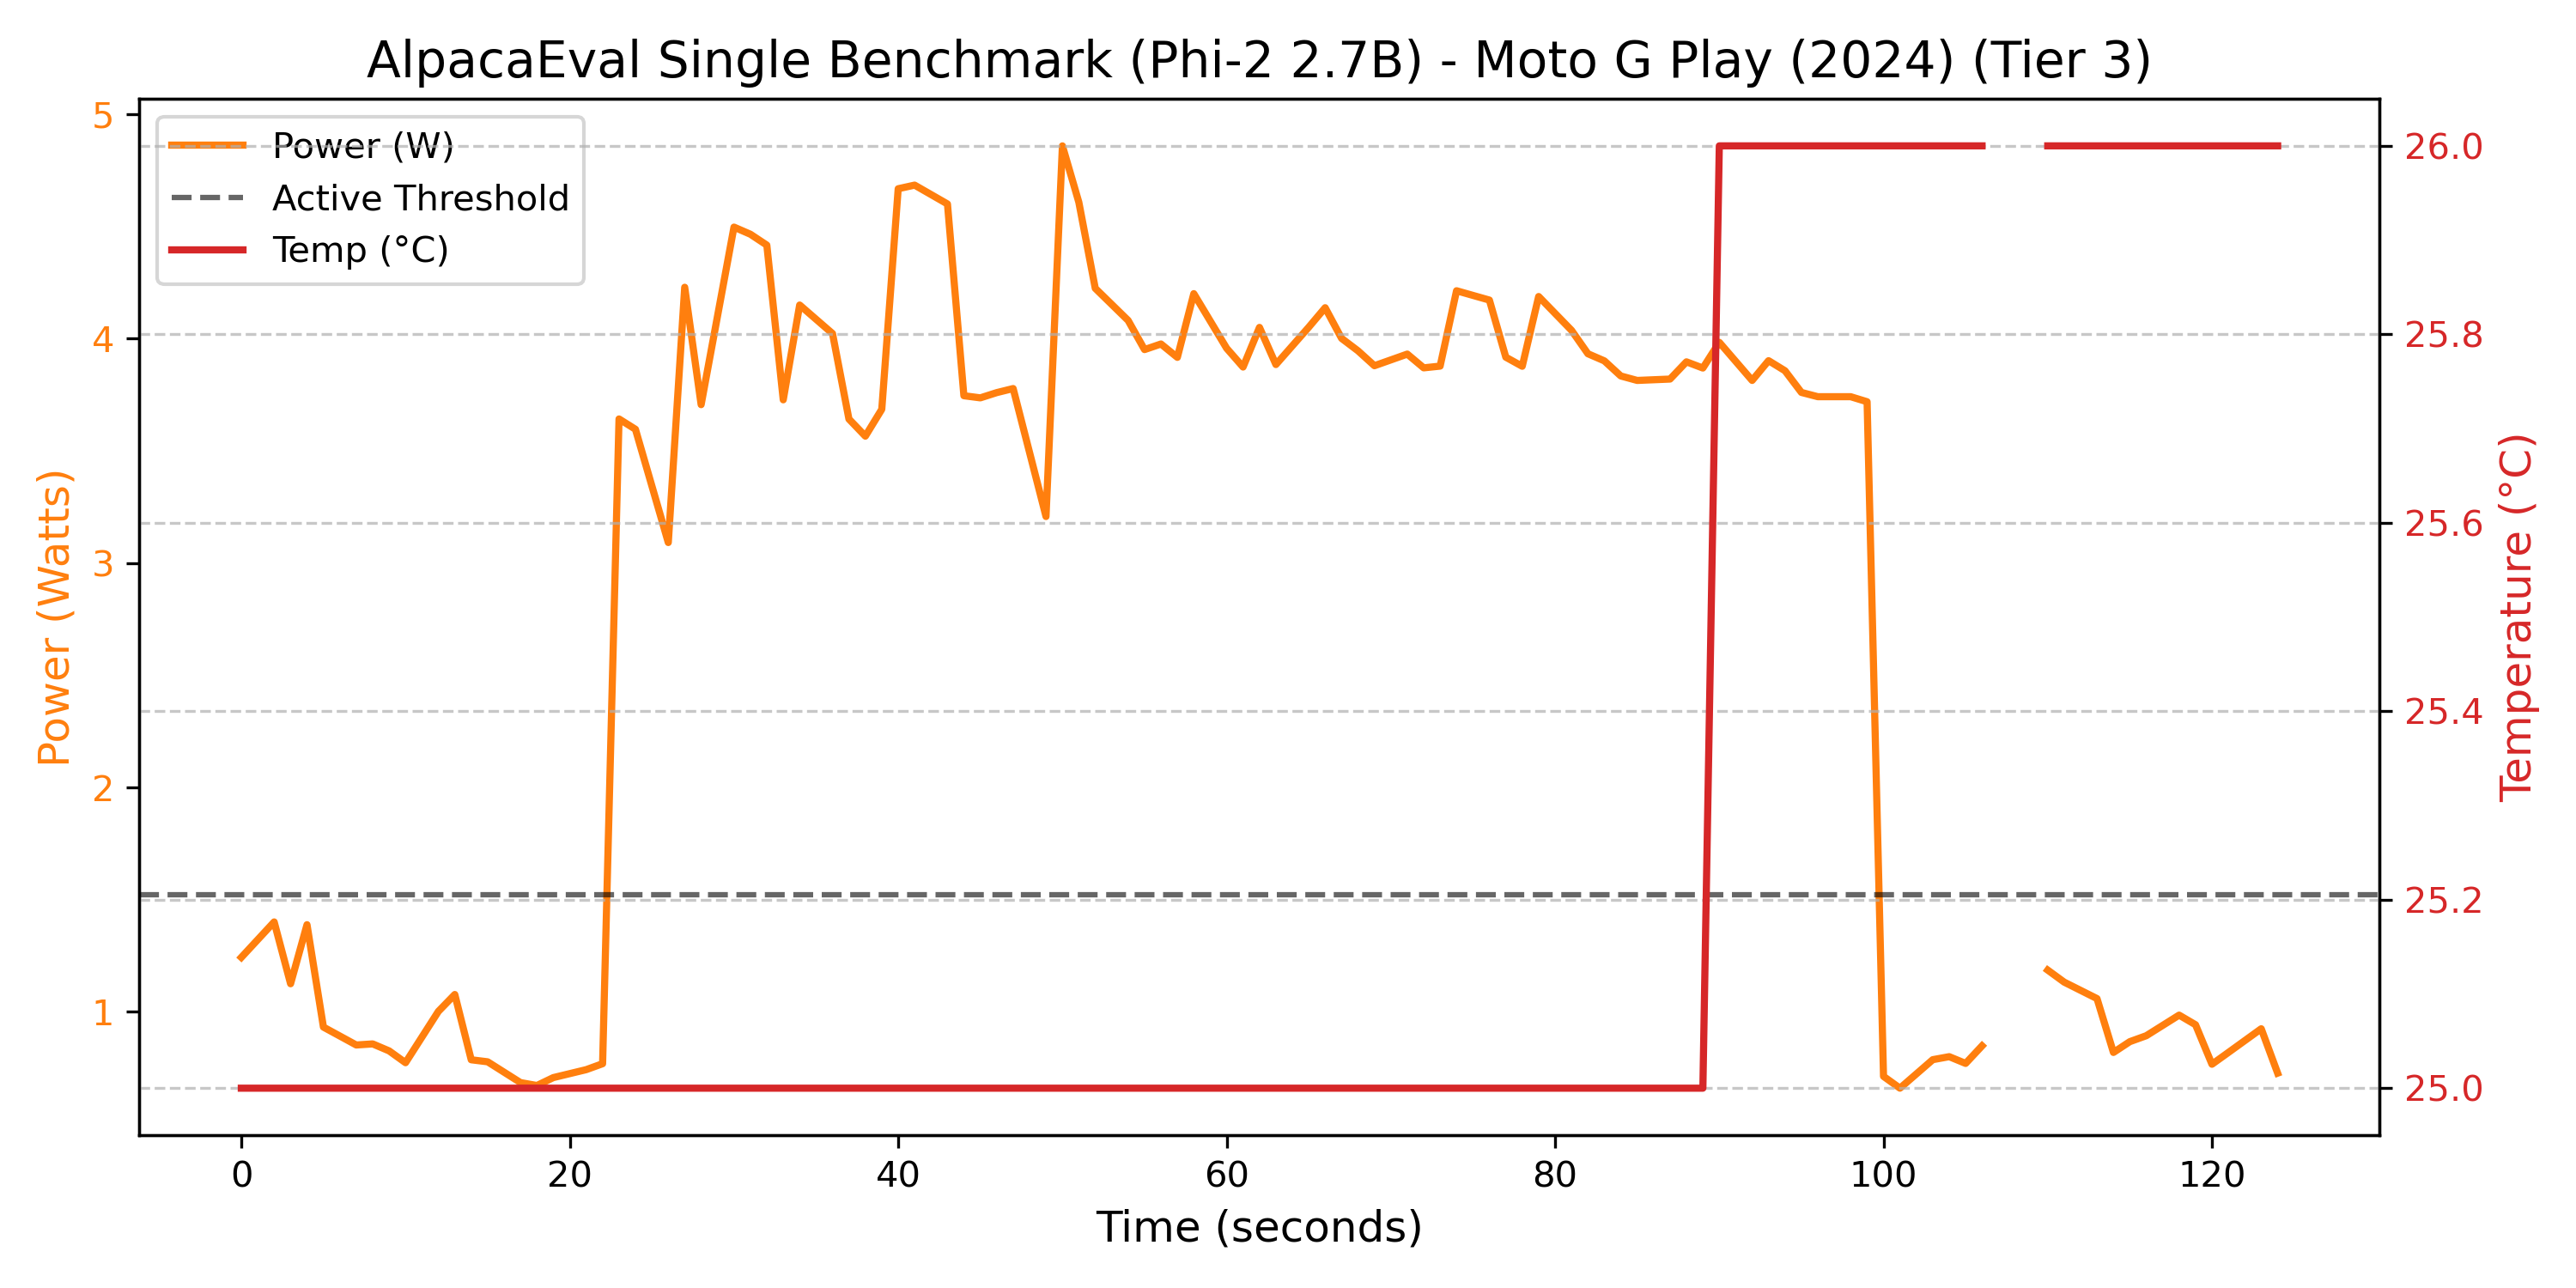 AlpacaEval Single Benchmark (Phi-2 2.7B) - Moto G Play (2024) (Tier 3)
Power (W)
Active Threshold
Temp (°C)
Power (Watts)
5
4
3
2
1
26.0
25.8
25.6
25.4
25.2
25.0
Temperature (°C)
0 20 40 60 80 100 120
Time (seconds)